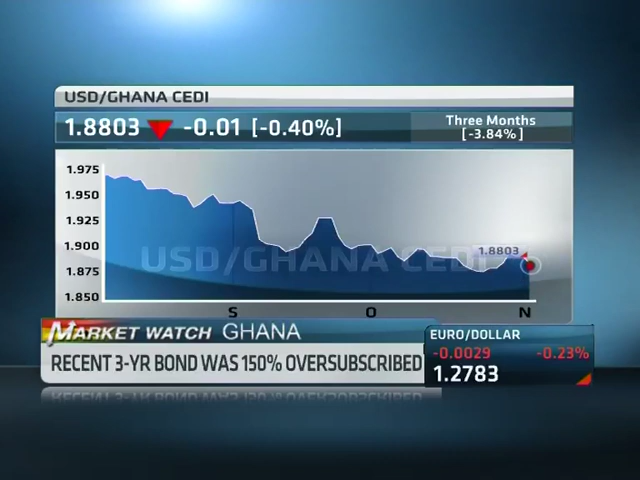 USD/GHANA CEDI
1.8803 -0.01 [-0.40%]
Three Months
[-3.84%]
1.975
1.950
1.925
1.900
1.875
1.850
1.8803
USD/GHANA CEDI
S O N
MARKET WATCH GHANA
RECENT 3-YR BOND WAS 150% OVERSUBSCRIBED
EURO/DOLLAR
-0.0029 -0.23%
1.2783